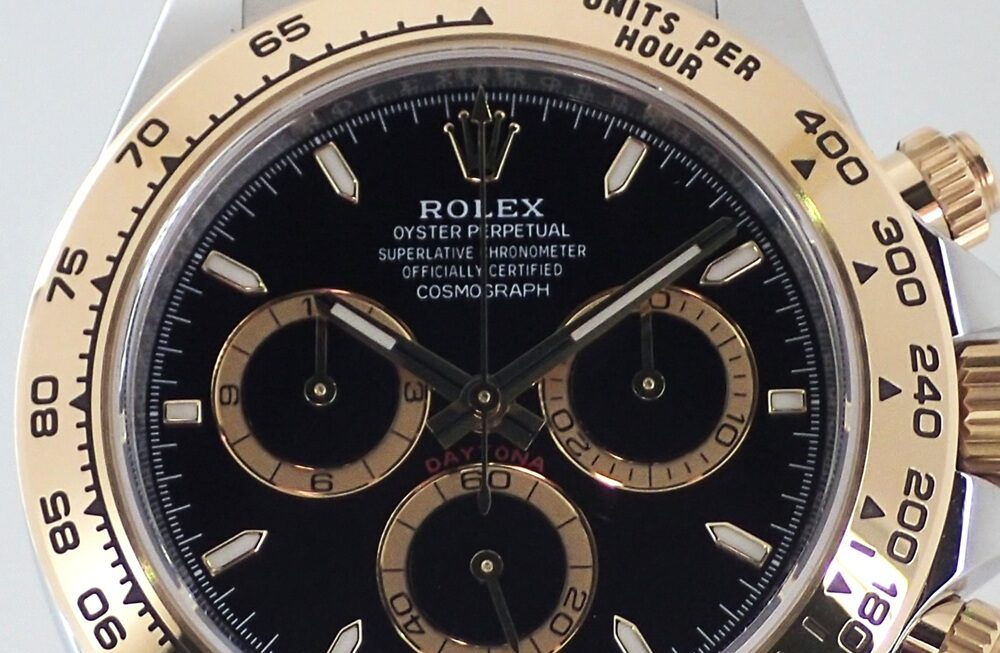 UNITS PER
HOUR
65
70
75
80
85
90
400
300
240
200
180
ROLEX
OYSTER PERPETUAL
SUPERLATIVE CHRONOMETER
OFFICIALLY CERTIFIED
COSMOGRAPH
3
6
9
10
20
DAYTONA
60
20
40